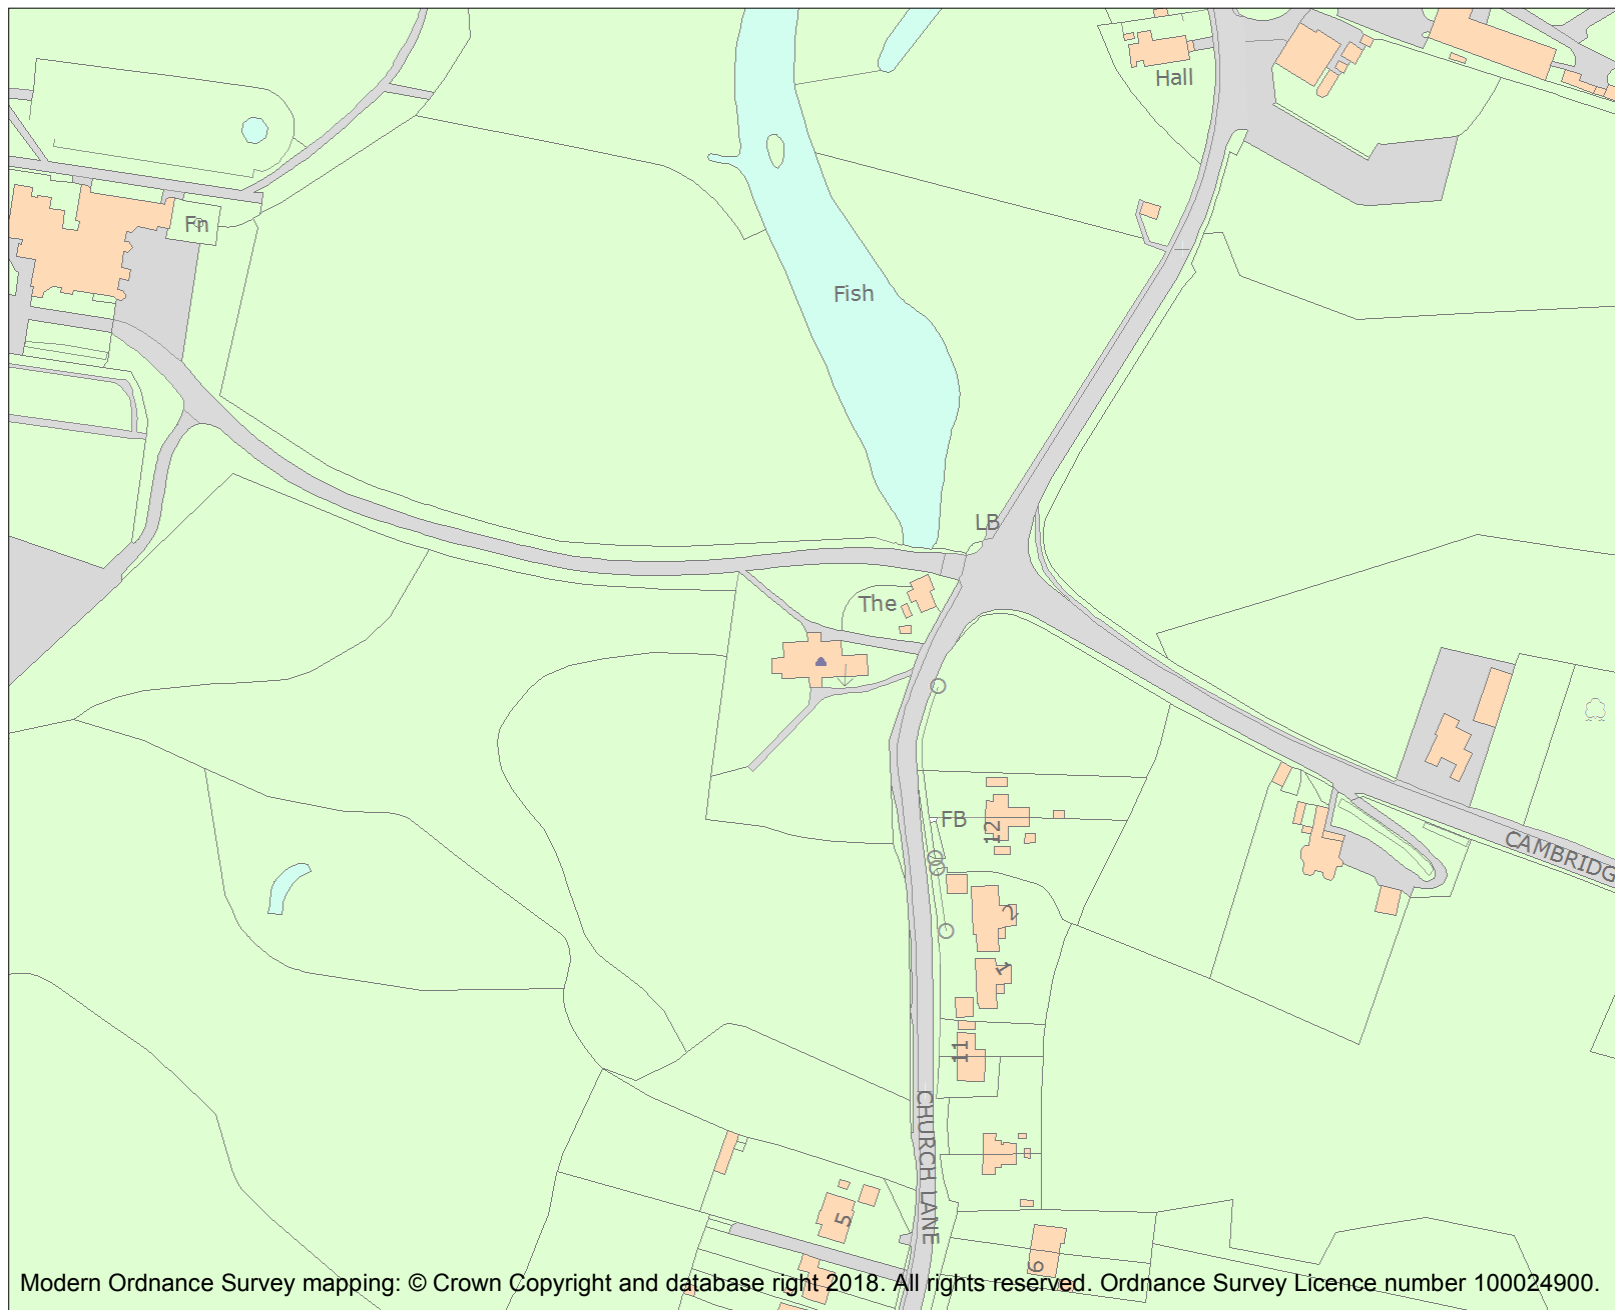 Hall
Fn
Fish
LB
The
FB
12
CAMBRIDG
2
1
11
CHURCH LANE
5
6
Modern Ordnance Survey mapping: © Crown Copyright and database right 2018. All rights reserved. Ordnance Survey Licence number 100024900.